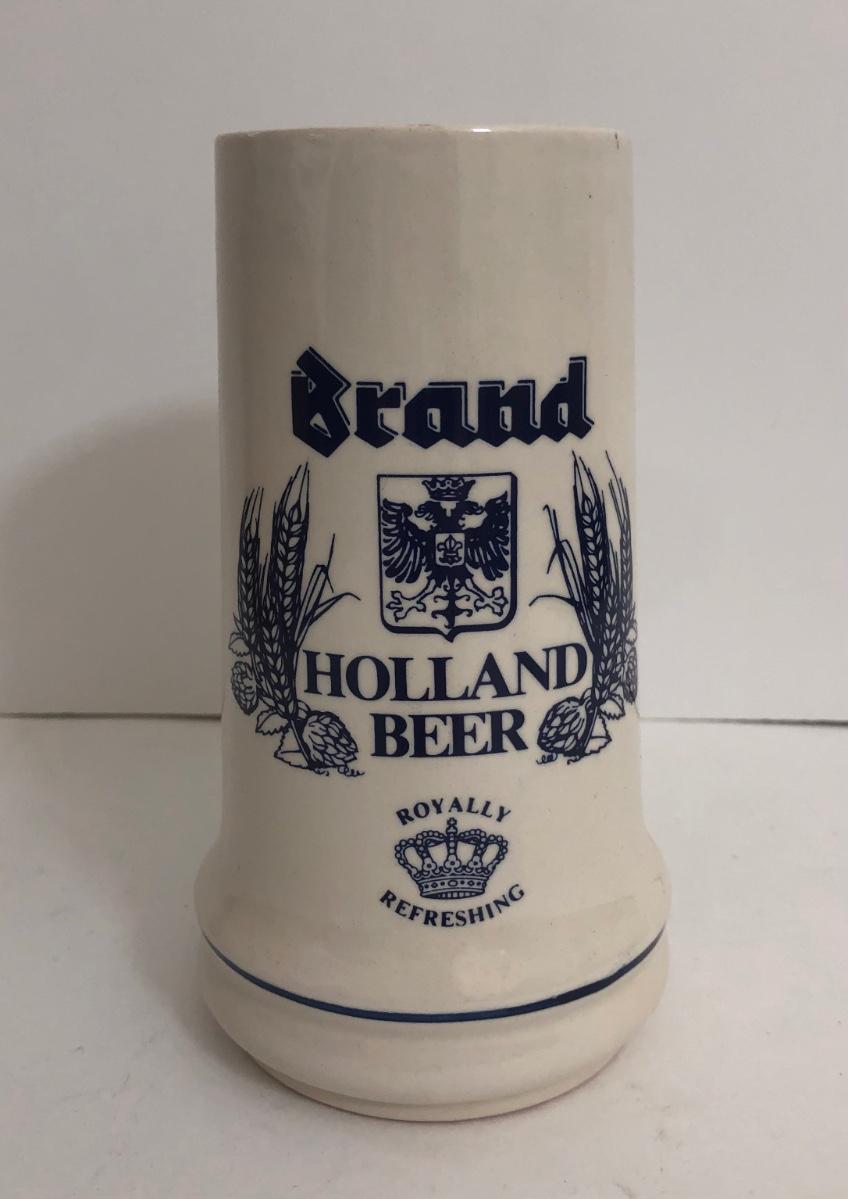 Brand
HOLLAND
BEER
ROYALLY
REFRESHING